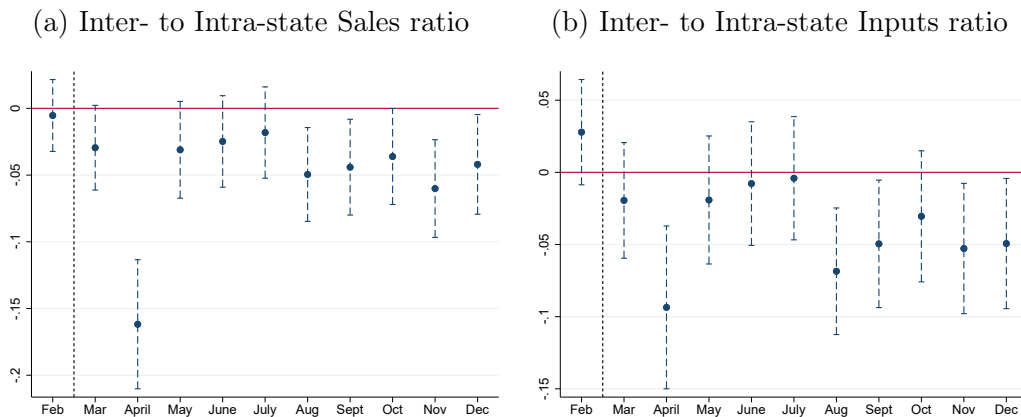 (a) Inter- to Intra-state Sales ratio
0
-.05
-.1
-.15
-.2
Feb Mar April May June July Aug Sept Oct Nov Dec
(b) Inter- to Intra-state Inputs ratio
.05
0
-.05
-.1
-.15
Feb Mar April May June July Aug Sept Oct Nov Dec